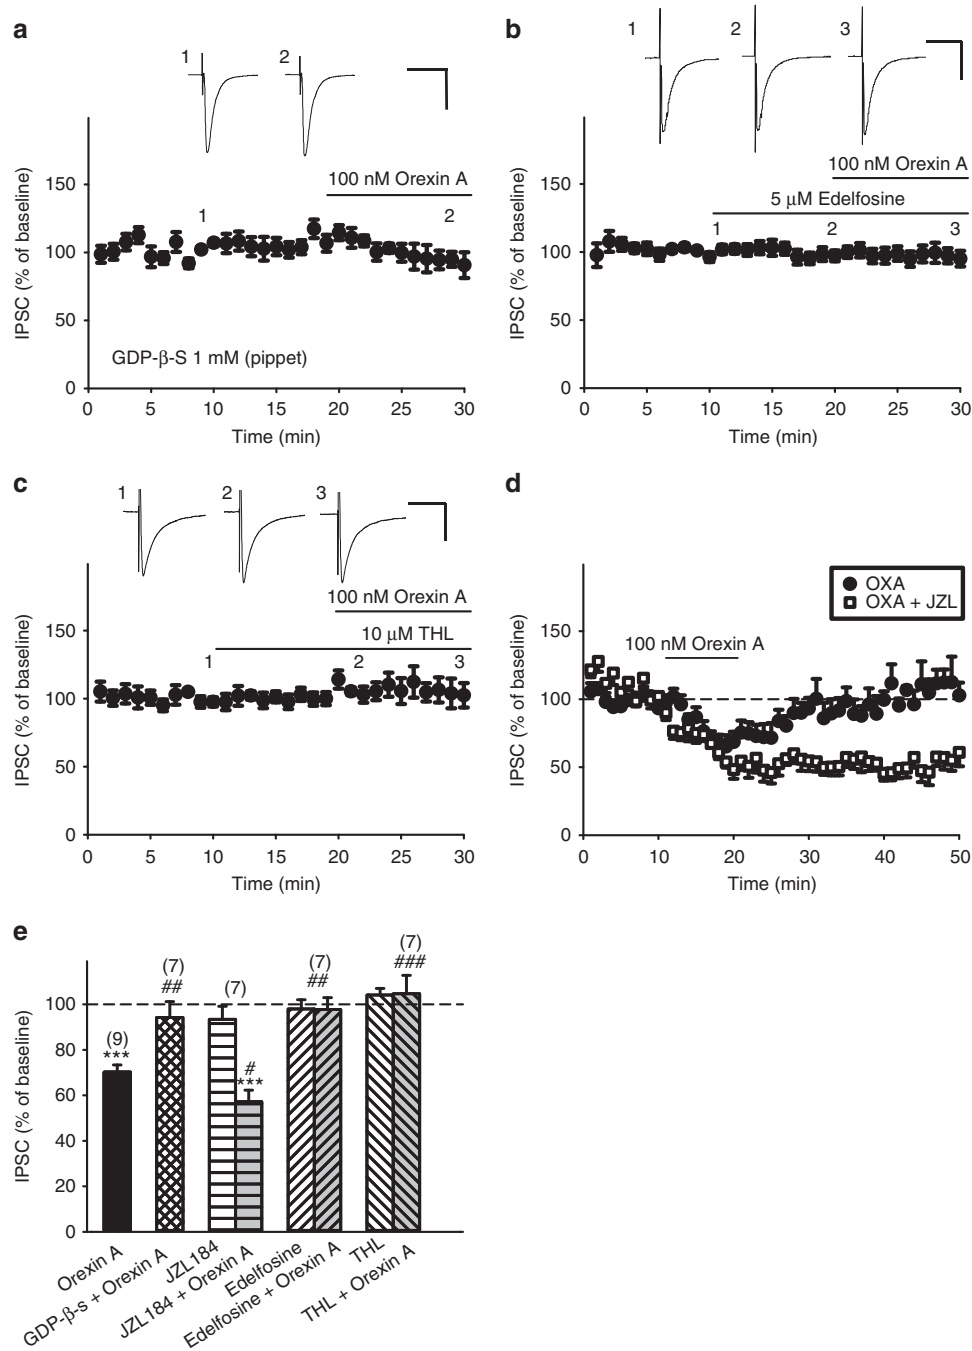 a
1 2
100 nM Orexin A
1 2
IPSC (% of baseline)
150
100
50
0
GDP-β-S 1 mM (pippet)
0 5 10 15 20 25 30
Time (min)
b
1 2 3
100 nM Orexin A
5 μM Edelfosine
1 2 3
IPSC (% of baseline)
150
100
50
0
0 5 10 15 20 25 30
Time (min)
c
1 2 3
100 nM Orexin A
10 μM THL
1 2 3
IPSC (% of baseline)
150
100
50
0
0 5 10 15 20 25 30
Time (min)
d
OXA
OXA + JZL
100 nM Orexin A
IPSC (% of baseline)
150
100
50
0
0 10 20 30 40 50
Time (min)
e
IPSC (% of baseline)
100
80
60
40
20
0
(9)
***
(7)
##
(7)
#
***
(7)
##
(7)
###
Orexin A
GDP-β-s + Orexin A
JZL184
JZL184 + Orexin A
Edelfosine
Edelfosine + Orexin A
THL
THL + Orexin A